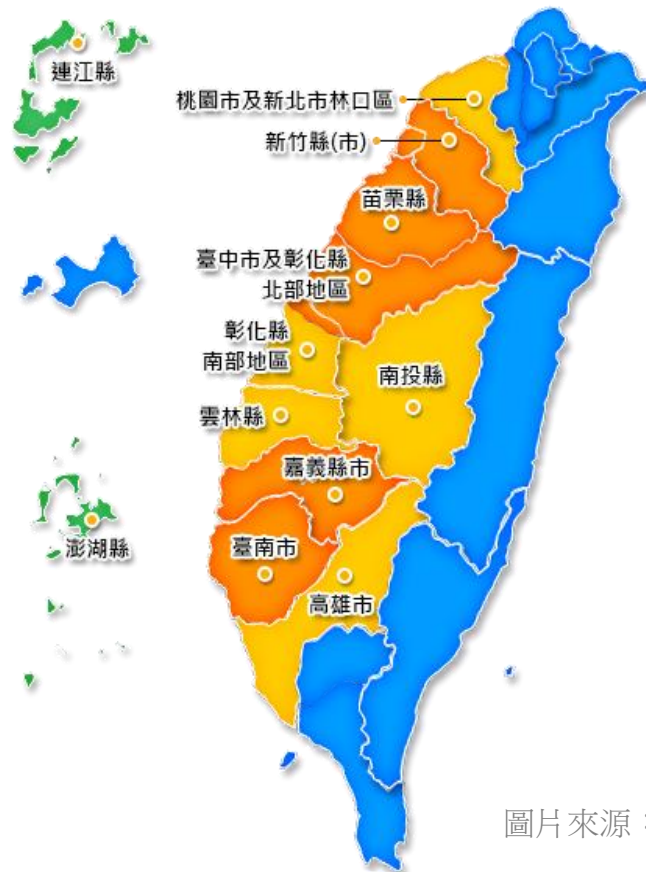 連江縣
桃園市及新北市林口區
新竹縣(市)
苗栗縣
臺中市及彰化縣
北部地區
彰化縣
南部地區
南投縣
雲林縣
嘉義縣市
澎湖縣
臺南市
高雄市
圖片來源